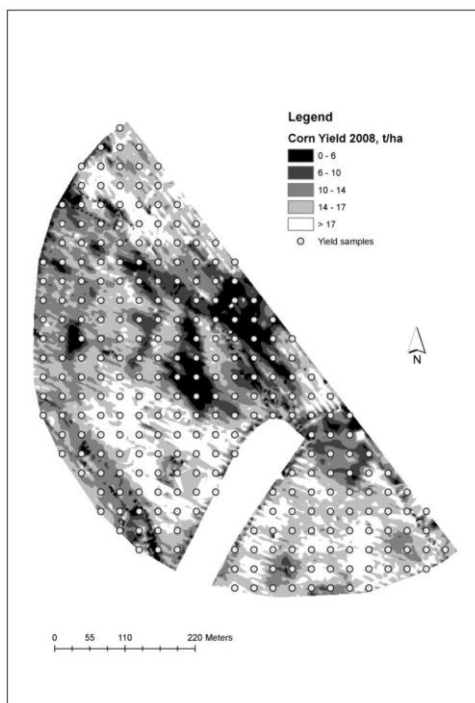 Legend
Corn Yield 2008, t/ha
0 - 6
6 - 10
10 - 14
14 - 17
> 17
Yield samples
N
0 55 110 220 Meters